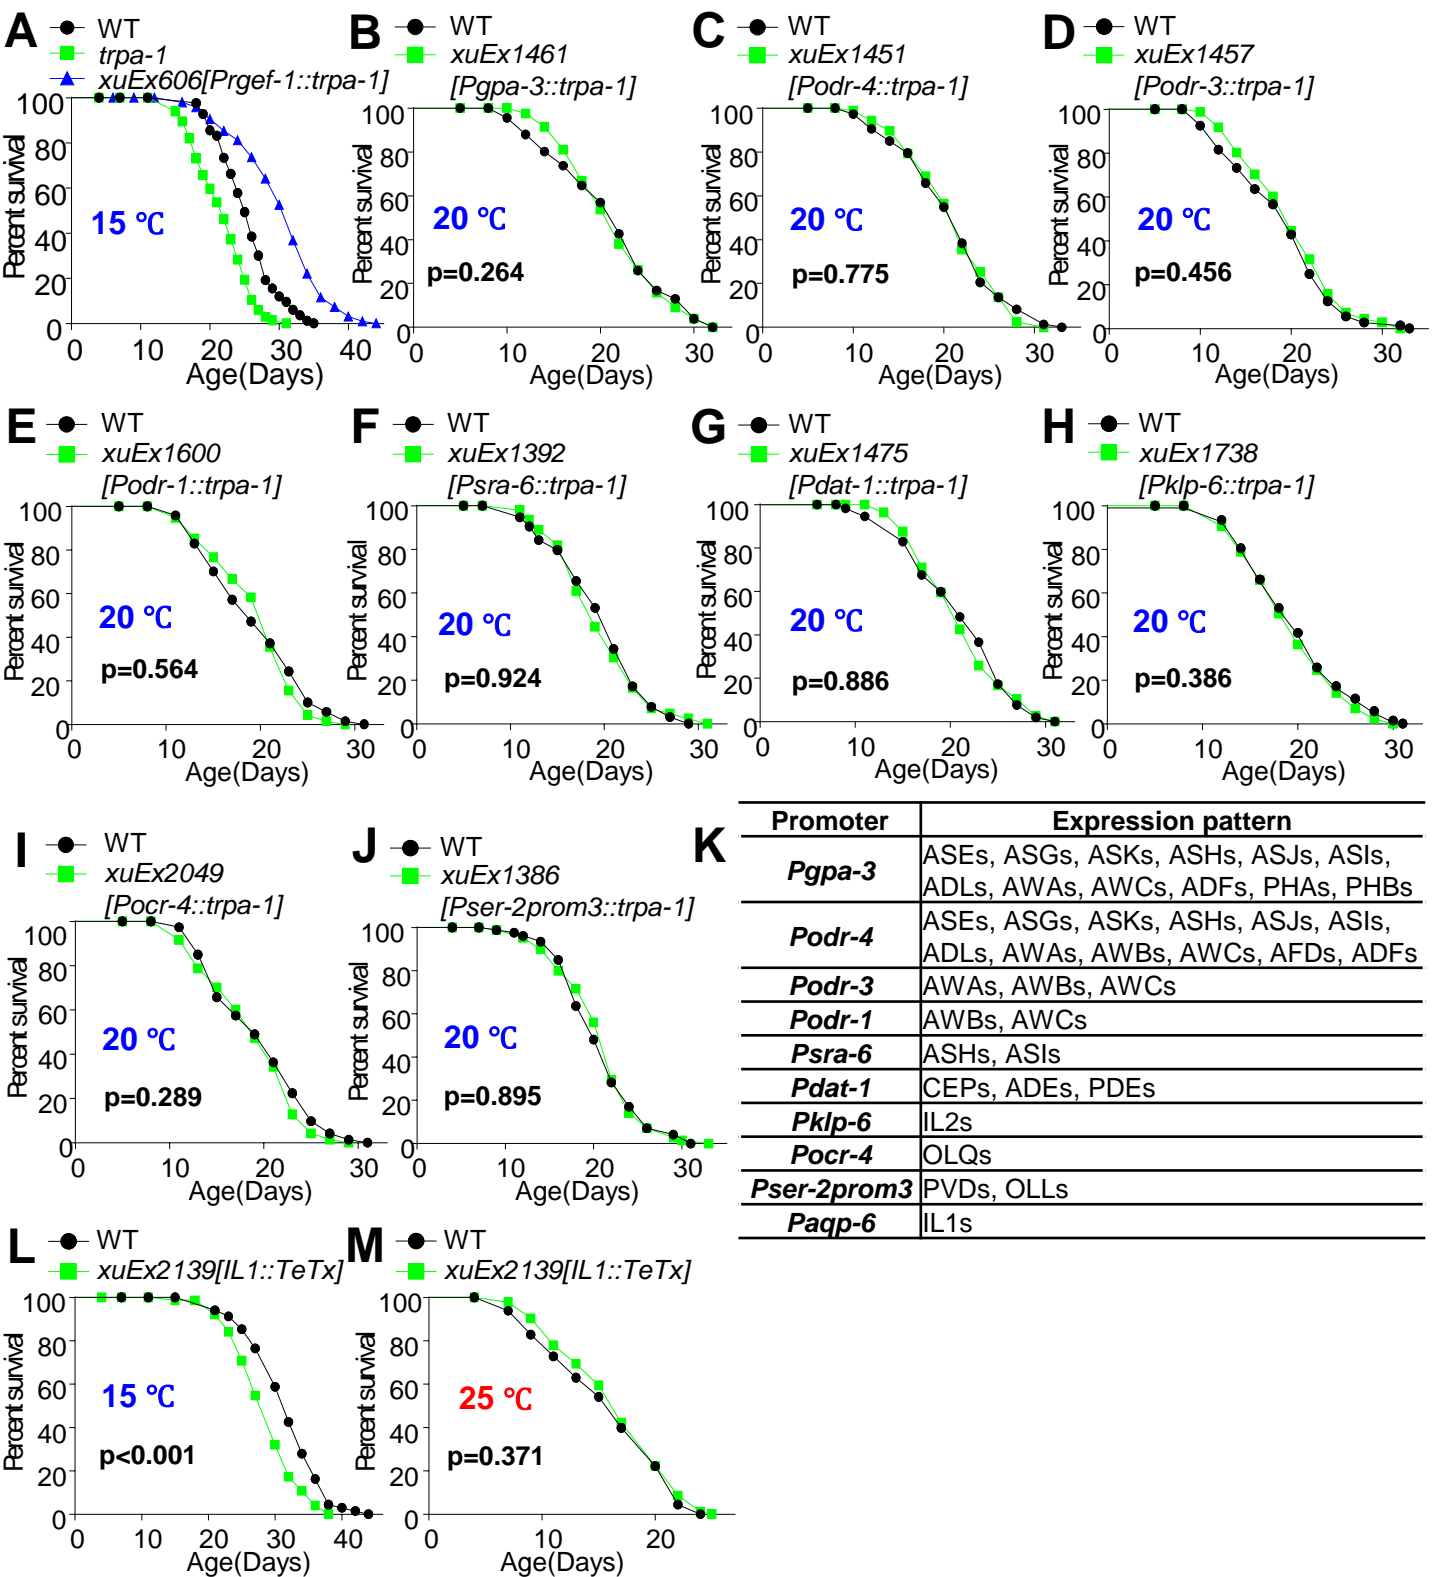 A
WT
trpa-1
xuEx606[Prgef-1::trpa-1]
100
80
60
40
20
0
Percent survival
15 °C
0 10 20 30 40
Age(Days)
B
WT
xuEx1461
[Pgpa-3::trpa-1]
100
80
60
40
20
0
Percent survival
20 °C
p=0.264
0 10 20 30
Age(Days)
C
WT
xuEx1451
[Podr-4::trpa-1]
100
80
60
40
20
0
Percent survival
20 °C
p=0.775
0 10 20 30
Age(Days)
D
WT
xuEx1457
[Podr-3::trpa-1]
100
80
60
40
20
0
Percent survival
20 °C
p=0.456
0 10 20 30
Age(Days)
E
WT
xuEx1600
[Podr-1::trpa-1]
100
80
60
40
20
0
Percent survival
20 °C
p=0.564
0 10 20 30
Age(Days)
F
WT
xuEx1392
[Psra-6::trpa-1]
100
80
60
40
20
0
Percent survival
20 °C
p=0.924
0 10 20 30
Age(Days)
G
WT
xuEx1475
[Pdat-1::trpa-1]
100
80
60
40
20
0
Percent survival
20 °C
p=0.886
0 10 20 30
Age(Days)
H
WT
xuEx1738
[Pklp-6::trpa-1]
100
80
60
40
20
0
Percent survival
20 °C
p=0.386
0 10 20 30
Age(Days)
I
WT
xuEx2049
[Pocr-4::trpa-1]
100
80
60
40
20
0
Percent survival
20 °C
p=0.289
0 10 20 30
Age(Days)
J
WT
xuEx1386
[Pser-2prom3::trpa-1]
100
80
60
40
20
0
Percent survival
20 °C
p=0.895
0 10 20 30
Age(Days)
K
Promoter Expression pattern
Pgpa-3 ASEs, ASGs, ASKs, ASHs, ASJs, ASIs,
ADLs, AWAs, AWCs, ADFs, PHAs, PHBs
Podr-4 ASEs, ASGs, ASKs, ASHs, ASJs, ASIs,
ADLs, AWAs, AWBs, AWCs, AFDs, ADFs
Podr-3 AWAs, AWBs, AWCs
Podr-1 AWBs, AWCs
Psra-6 ASHs, ASIs
Pdat-1 CEPs, ADEs, PDEs
Pklp-6 IL2s
Pocr-4 OLQs
Pser-2prom3 PVDs, OLLs
Paqp-6 IL1s
L
WT
xuEx2139[IL1::TeTx]
100
80
60
40
20
0
Percent survival
15 °C
p<0.001
0 10 20 30 40
Age(Days)
M
WT
xuEx2139[IL1::TeTx]
100
80
60
40
20
0
Percent survival
25 °C
p=0.371
0 10 20
Age(Days)